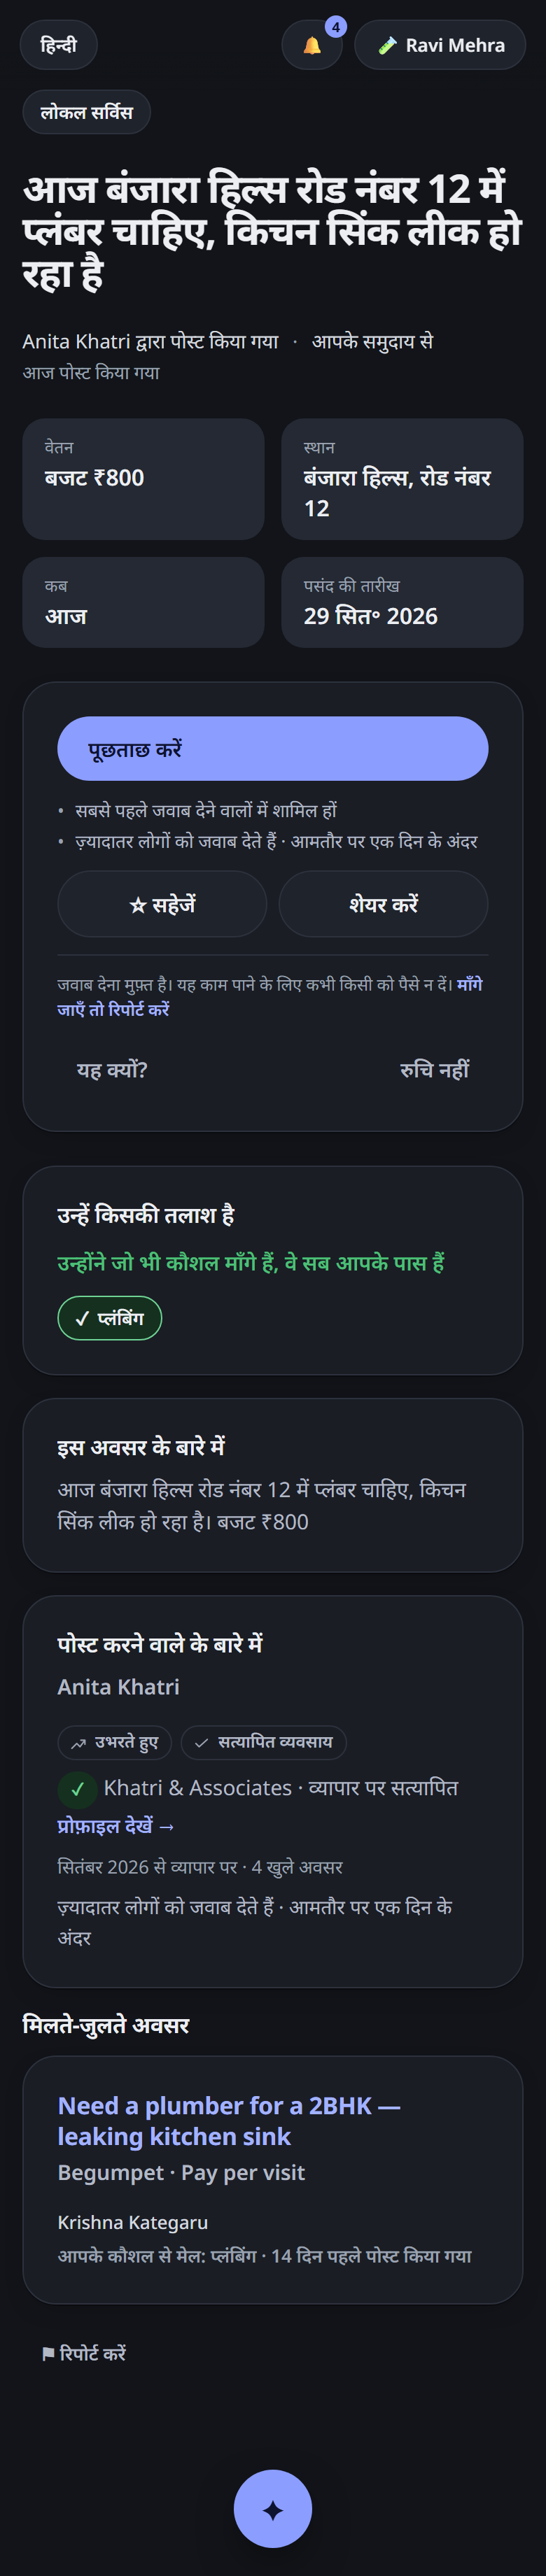 हिन्दी
4
Ravi Mehra
लोकल सर्विस
आज बंजारा हिल्स रोड नंबर 12 में
प्लंबर चाहिए, किचन सिंक लीक हो
रहा है
Anita Khatri द्वारा पोस्ट किया गया · आपके समुदाय से
आज पोस्ट किया गया
वेतन
बजट ₹800
स्थान
बंजारा हिल्स, रोड नंबर
12
कब
आज
पसंद की तारीख
29 सित॰ 2026
पूछताछ करें
• सबसे पहले जवाब देने वालों में शामिल हों
• ज़्यादातर लोगों को जवाब देते हैं · आमतौर पर एक दिन के अंदर
☆ सहेजें
शेयर करें
जवाब देना मुफ़्त है। यह काम पाने के लिए कभी किसी को पैसे न दें। माँगे
जाएँ तो रिपोर्ट करें
यह क्यों?
रुचि नहीं
उन्हें किसकी तलाश है
उन्होंने जो भी कौशल माँगे हैं, वे सब आपके पास हैं
✓ प्लंबिंग
इस अवसर के बारे में
आज बंजारा हिल्स रोड नंबर 12 में प्लंबर चाहिए, किचन
सिंक लीक हो रहा है। बजट ₹800
पोस्ट करने वाले के बारे में
Anita Khatri
उभरते हुए
सत्यापित व्यवसाय
✓ Khatri & Associates · व्यापार पर सत्यापित
प्रोफ़ाइल देखें →
सितंबर 2026 से व्यापार पर · 4 खुले अवसर
ज़्यादातर लोगों को जवाब देते हैं · आमतौर पर एक दिन के
अंदर
मिलते-जुलते अवसर
Need a plumber for a 2BHK —
leaking kitchen sink
Begumpet · Pay per visit
Krishna Kategaru
आपके कौशल से मेल: प्लंबिंग · 14 दिन पहले पोस्ट किया गया
⚑ रिपोर्ट करें